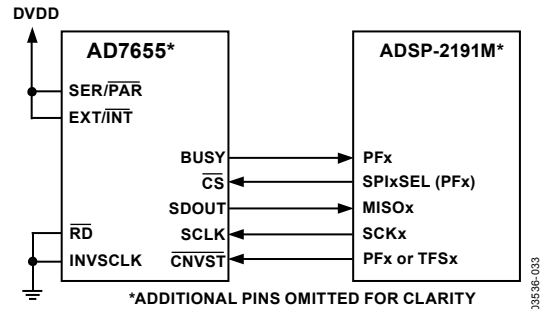 DVDD
AD7655*
ADSP-2191M*
SER/PAR
EXT/INT
BUSY
PFx
CS
SPIxSEL (PFx)
SDOUT
MISOx
RD
SCLK
SCKx
INVSCLK
CNVST
PFx or TFSx
*ADDITIONAL PINS OMITTED FOR CLARITY
03536-033